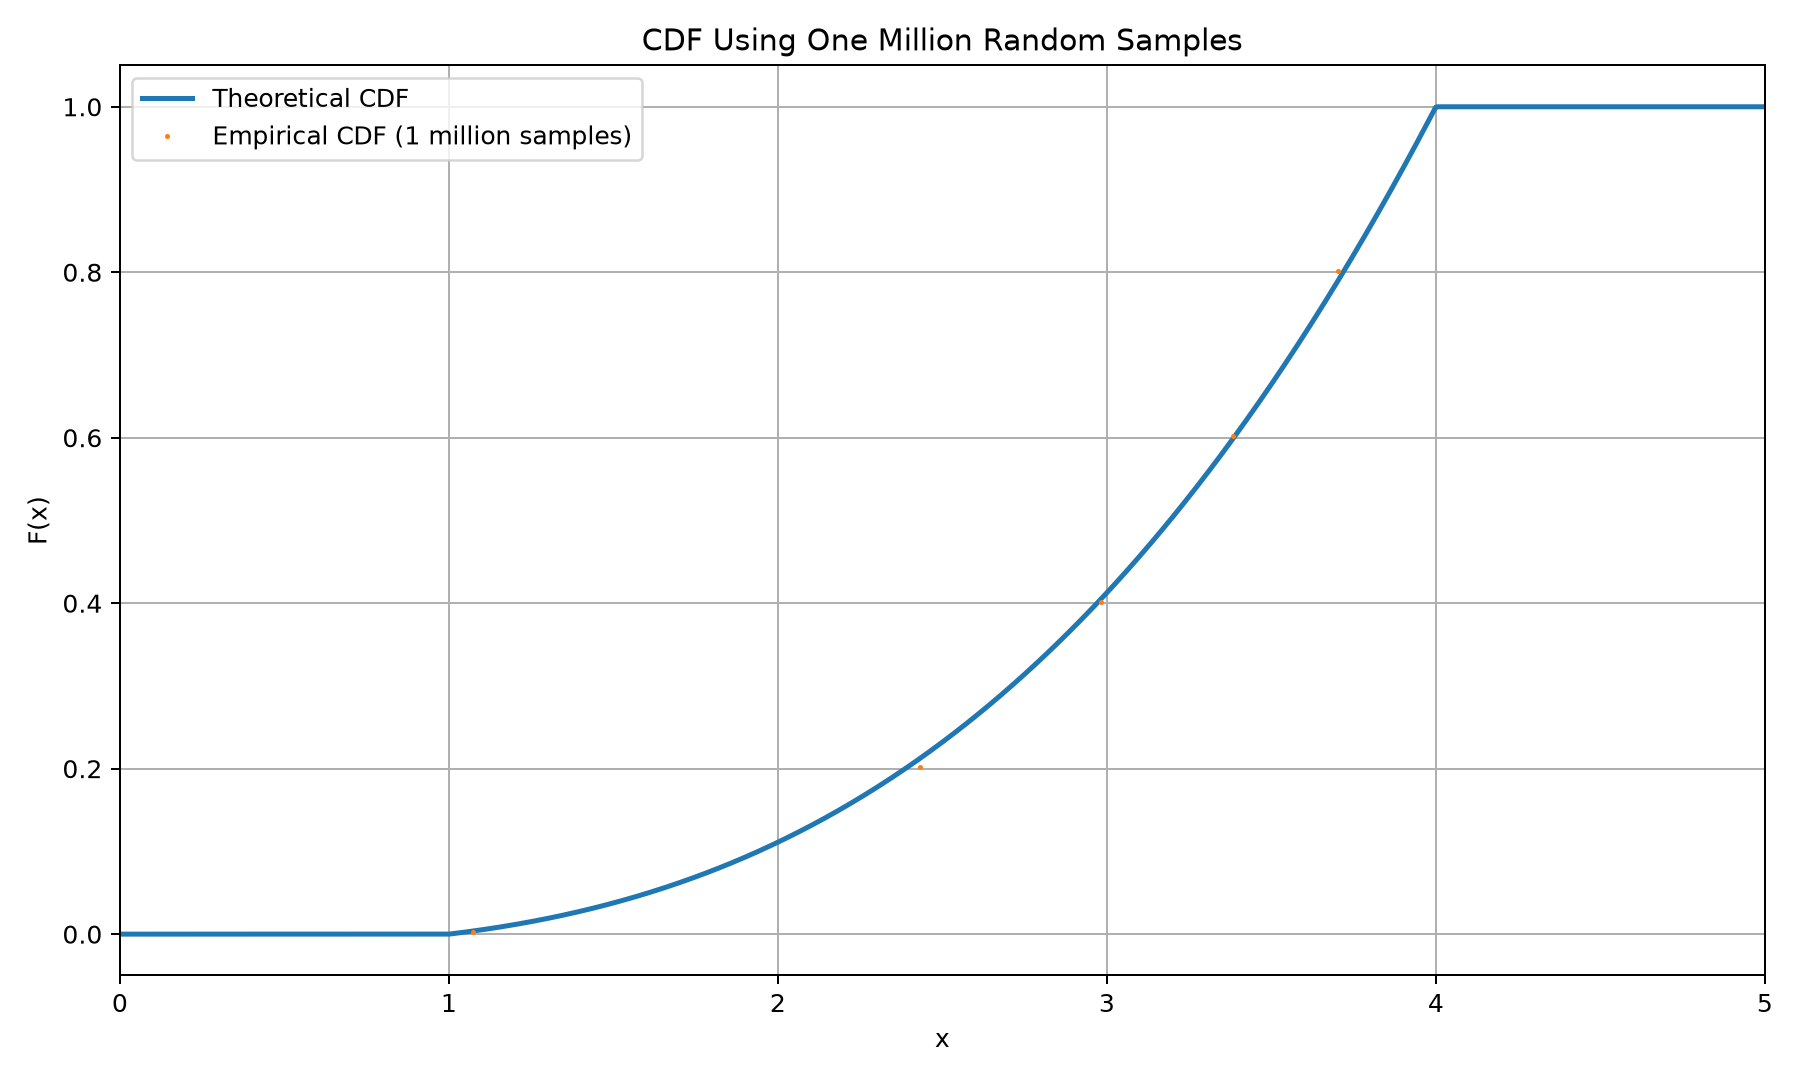 CDF Using One Million Random Samples
Theoretical CDF
Empirical CDF (1 million samples)
1.0
0.8
0.6
0.4
0.2
0.0
F(x)
0 1 2 3 4 5
x